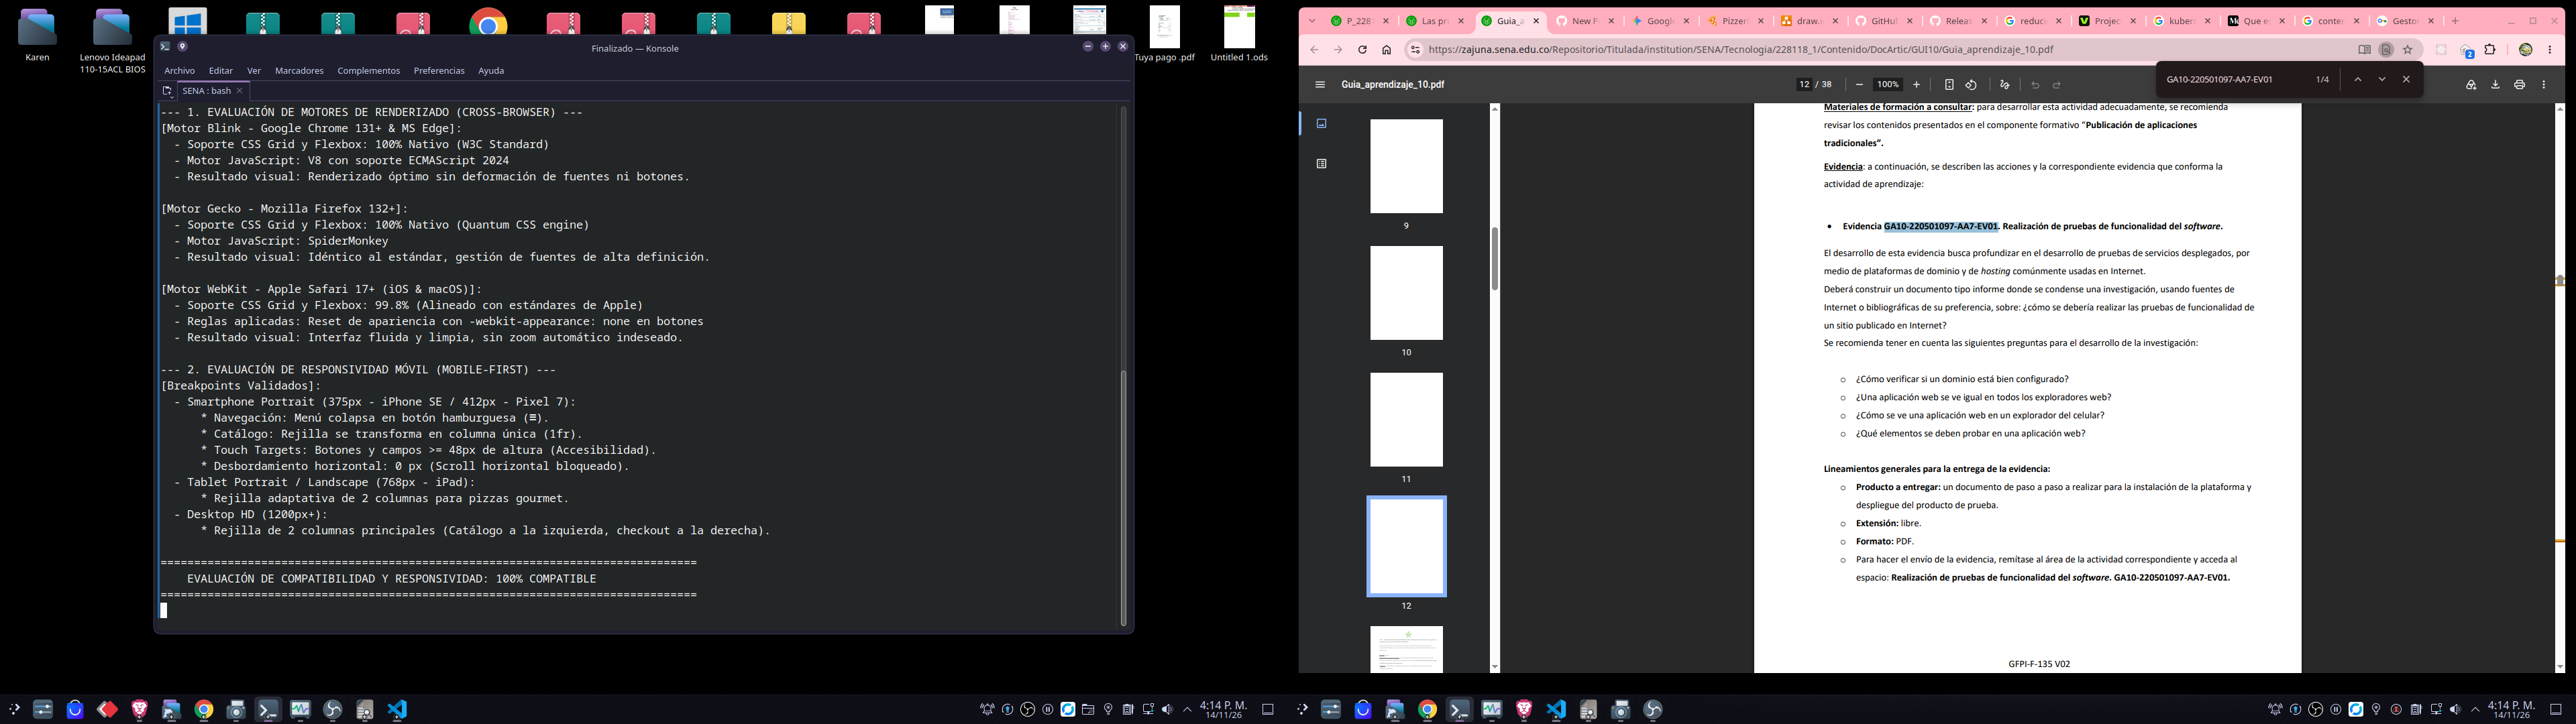 Karen
Lenovo Ideapad
110-15ACL BIOS
Tuya pago .pdf
Untitled 1.ods
Finalizado — Konsole
Archivo Editar Ver Marcadores Complementos Preferencias Ayuda
SENA : bash
--- 1. EVALUACIÓN DE MOTORES DE RENDERIZADO (CROSS-BROWSER) ---
[Motor Blink - Google Chrome 131+ & MS Edge]:
- Soporte CSS Grid y Flexbox: 100% Nativo (W3C Standard)
- Motor JavaScript: V8 con soporte ECMAScript 2024
- Resultado visual: Renderizado óptimo sin deformación de fuentes ni botones.
[Motor Gecko - Mozilla Firefox 132+]:
- Soporte CSS Grid y Flexbox: 100% Nativo (Quantum CSS engine)
- Motor JavaScript: SpiderMonkey
- Resultado visual: Idéntico al estándar, gestión de fuentes de alta definición.
[Motor WebKit - Apple Safari 17+ (iOS & macOS)]:
- Soporte CSS Grid y Flexbox: 99.8% (Alineado con estándares de Apple)
- Reglas aplicadas: Reset de apariencia con -webkit-appearance: none en botones
- Resultado visual: Interfaz fluida y limpia, sin zoom automático indeseado.
--- 2. EVALUACIÓN DE RESPONSIVIDAD MÓVIL (MOBILE-FIRST) ---
[Breakpoints Validados]:
- Smartphone Portrait (375px - iPhone SE / 412px - Pixel 7):
* Navegación: Menú colapsa en botón hamburguesa (≡).
* Catálogo: Rejilla se transforma en columna única (1fr).
* Touch Targets: Botones y campos >= 48px de altura (Accesibilidad).
* Desbordamiento horizontal: 0 px (Scroll horizontal bloqueado).
- Tablet Portrait / Landscape (768px - iPad):
* Rejilla adaptativa de 2 columnas para pizzas gourmet.
- Desktop HD (1200px+):
* Rejilla de 2 columnas principales (Catálogo a la izquierda, checkout a la derecha).
================================================================================
EVALUACIÓN DE COMPATIBILIDAD Y RESPONSIVIDAD: 100% COMPATIBLE
================================================================================
P_2281 Las pr Guia_a New P Google Pizzeri draw.i GitHub Releas reduci Projec kubern Que e conter Gestor
https://zajuna.sena.edu.co/Repositorio/Titulada/institution/SENA/Tecnologia/228118_1/Contenido/DocArtic/GUI10/Guia_aprendizaje_10.pdf
2
GA10-220501097-AA7-EV01 1/4
Guia_aprendizaje_10.pdf 12 / 38 100%
9
10
11
12
Materiales de formación a consultar: para desarrollar esta actividad adecuadamente, se recomienda
revisar los contenidos presentados en el componente formativo “Publicación de aplicaciones
tradicionales”.
Evidencia: a continuación, se describen las acciones y la correspondiente evidencia que conforma la
actividad de aprendizaje:
• Evidencia GA10-220501097-AA7-EV01. Realización de pruebas de funcionalidad del software.
El desarrollo de esta evidencia busca profundizar en el desarrollo de pruebas de servicios desplegados, por
medio de plataformas de dominio y de hosting comúnmente usadas en Internet.
Deberá construir un documento tipo informe donde se condense una investigación, usando fuentes de
Internet o bibliográficas de su preferencia, sobre: ¿cómo se debería realizar las pruebas de funcionalidad de
un sitio publicado en Internet?
Se recomienda tener en cuenta las siguientes preguntas para el desarrollo de la investigación:
o ¿Cómo verificar si un dominio está bien configurado?
o ¿Una aplicación web se ve igual en todos los exploradores web?
o ¿Cómo se ve una aplicación web en un explorador del celular?
o ¿Qué elementos se deben probar en una aplicación web?
Lineamientos generales para la entrega de la evidencia:
o Producto a entregar: un documento de paso a paso a realizar para la instalación de la plataforma y
despliegue del producto de prueba.
o Extensión: libre.
o Formato: PDF.
o Para hacer el envío de la evidencia, remítase al área de la actividad correspondiente y acceda al
espacio: Realización de pruebas de funcionalidad del software. GA10-220501097-AA7-EV01.
GFPI-F-135 V02
4:14 P. M.
14/11/26
4:14 P. M.
14/11/26